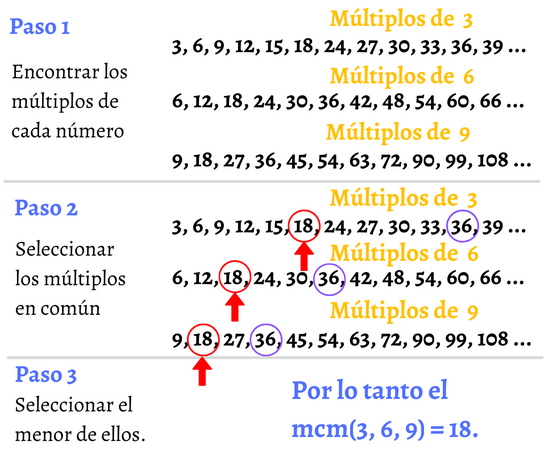 Paso 1
Encontrar los
múltiplos de
cada número
Múltiplos de 3
3, 6, 9, 12, 15, 18, 24, 27, 30, 33, 36, 39 ...
Múltiplos de 6
6, 12, 18, 24, 30, 36, 42, 48, 54, 60, 66 ...
Múltiplos de 9
9, 18, 27, 36, 45, 54, 63, 72, 90, 99, 108 ...
Paso 2
Seleccionar
los múltiplos
en común
Múltiplos de 3
3, 6, 9, 12, 15, 18, 24, 27, 30, 33, 36, 39 ...
Múltiplos de 6
6, 12, 18, 24, 30, 36, 42, 48, 54, 60, 66 ...
Múltiplos de 9
9, 18, 27, 36, 45, 54, 63, 72, 90, 99, 108 ...
Paso 3
Seleccionar el
menor de ellos.
Por lo tanto el
mcm(3, 6, 9) = 18.